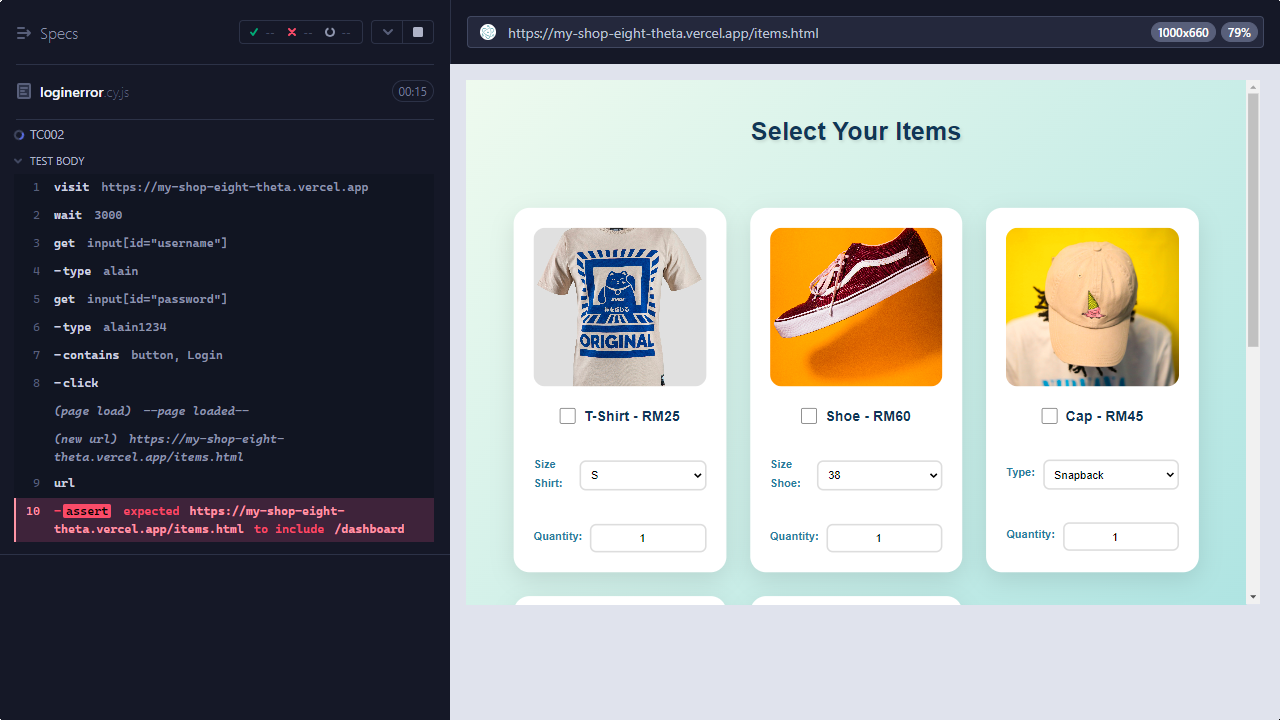 Specs
-- -- --
loginerror.cy.js
00:15
TC002
TEST BODY
1 visit https://my-shop-eight-theta.vercel.app
2 wait 3000
3 get input[id="username"]
4 -type alain
5 get input[id="password"]
6 -type alain1234
7 -contains button, Login
8 -click
(page load) --page loaded--
(new url) https://my-shop-eight-
theta.vercel.app/items.html
9 url
10 -assert expected https://my-shop-eight-
theta.vercel.app/items.html to include /dashboard
https://my-shop-eight-theta.vercel.app/items.html
1000x660
79%
Select Your Items
ORIGINAL
T-Shirt - RM25
Size
Shirt:
S
Quantity:
1
Shoe - RM60
Size
Shoe:
38
Quantity:
1
Cap - RM45
Type:
Snapback
Quantity:
1